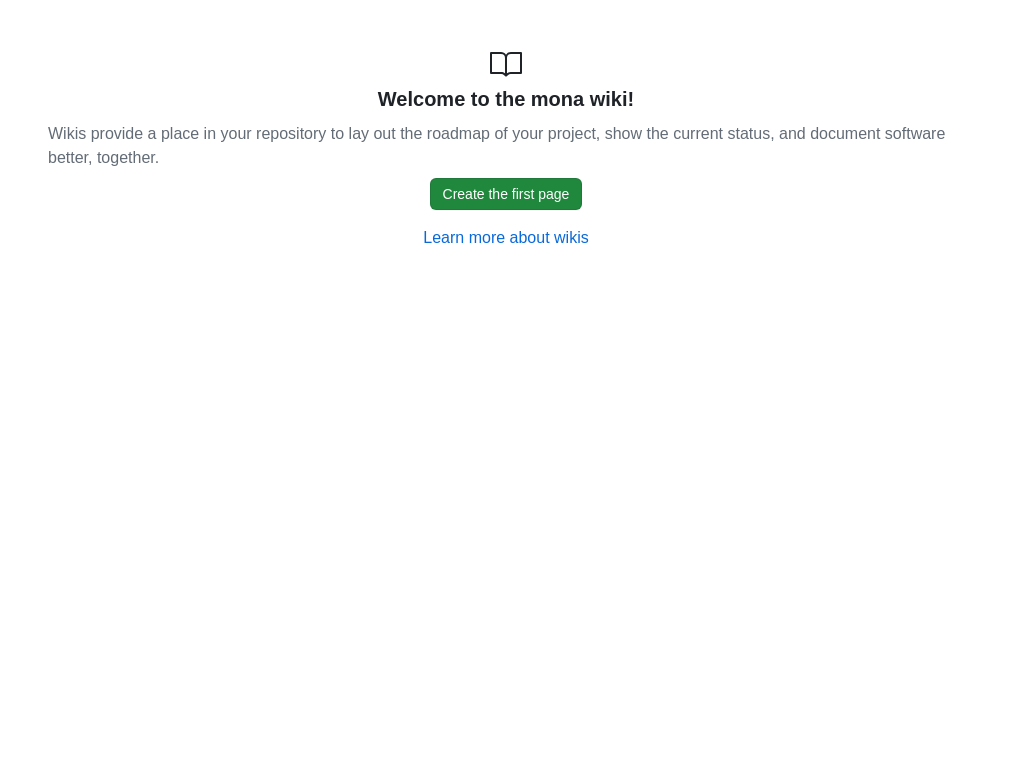 Welcome to the mona wiki!
Wikis provide a place in your repository to lay out the roadmap of your project, show the current status, and document software
better, together.
Create the first page
Learn more about wikis